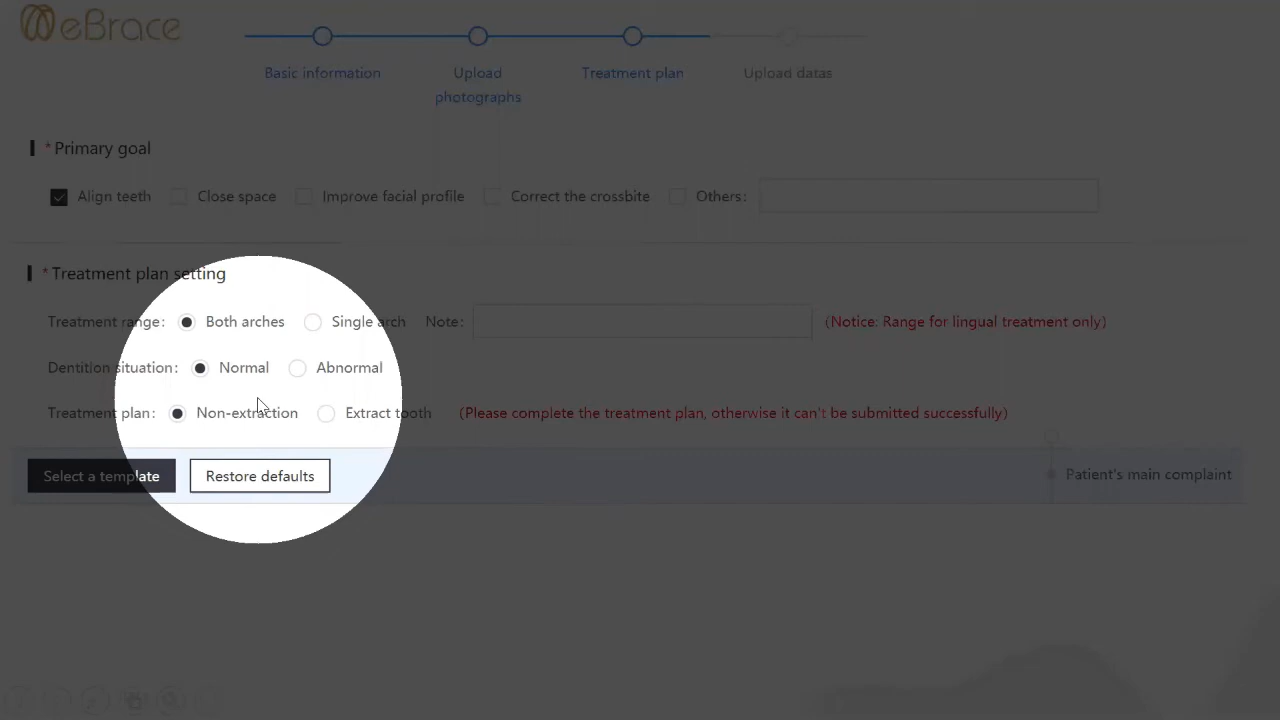 WeBrace
Basic information
Upload photographs
Treatment plan
Upload datas
* Primary goal
Align teeth Close space Improve facial profile Correct the crossbite Others:
* Treatment plan setting
Treatment range: Both arches Single arch Note: (Notice: Range for lingual treatment only)
Dentition situation: Normal Abnormal
Treatment plan: Non-extraction Extract tooth (Please complete the treatment plan, otherwise it can't be submitted successfully)
Select a template Restore defaults
Patient's main complaint